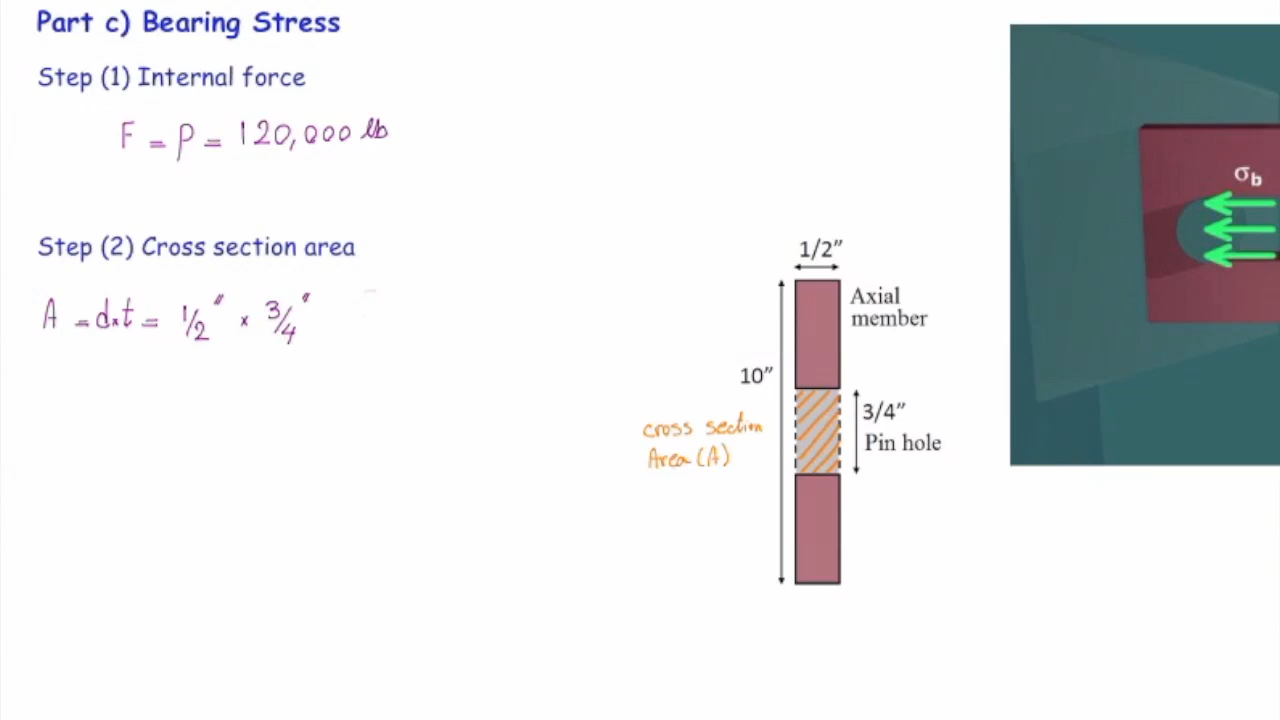 Part c) Bearing Stress
Step (1) Internal force
F = P = 120,000 lb
Step (2) Cross section area
A = dxt = 1/2" x 3/4"
1/2”
Axial
member
10”
3/4”
Pin hole
cross section
Area (A)
σb